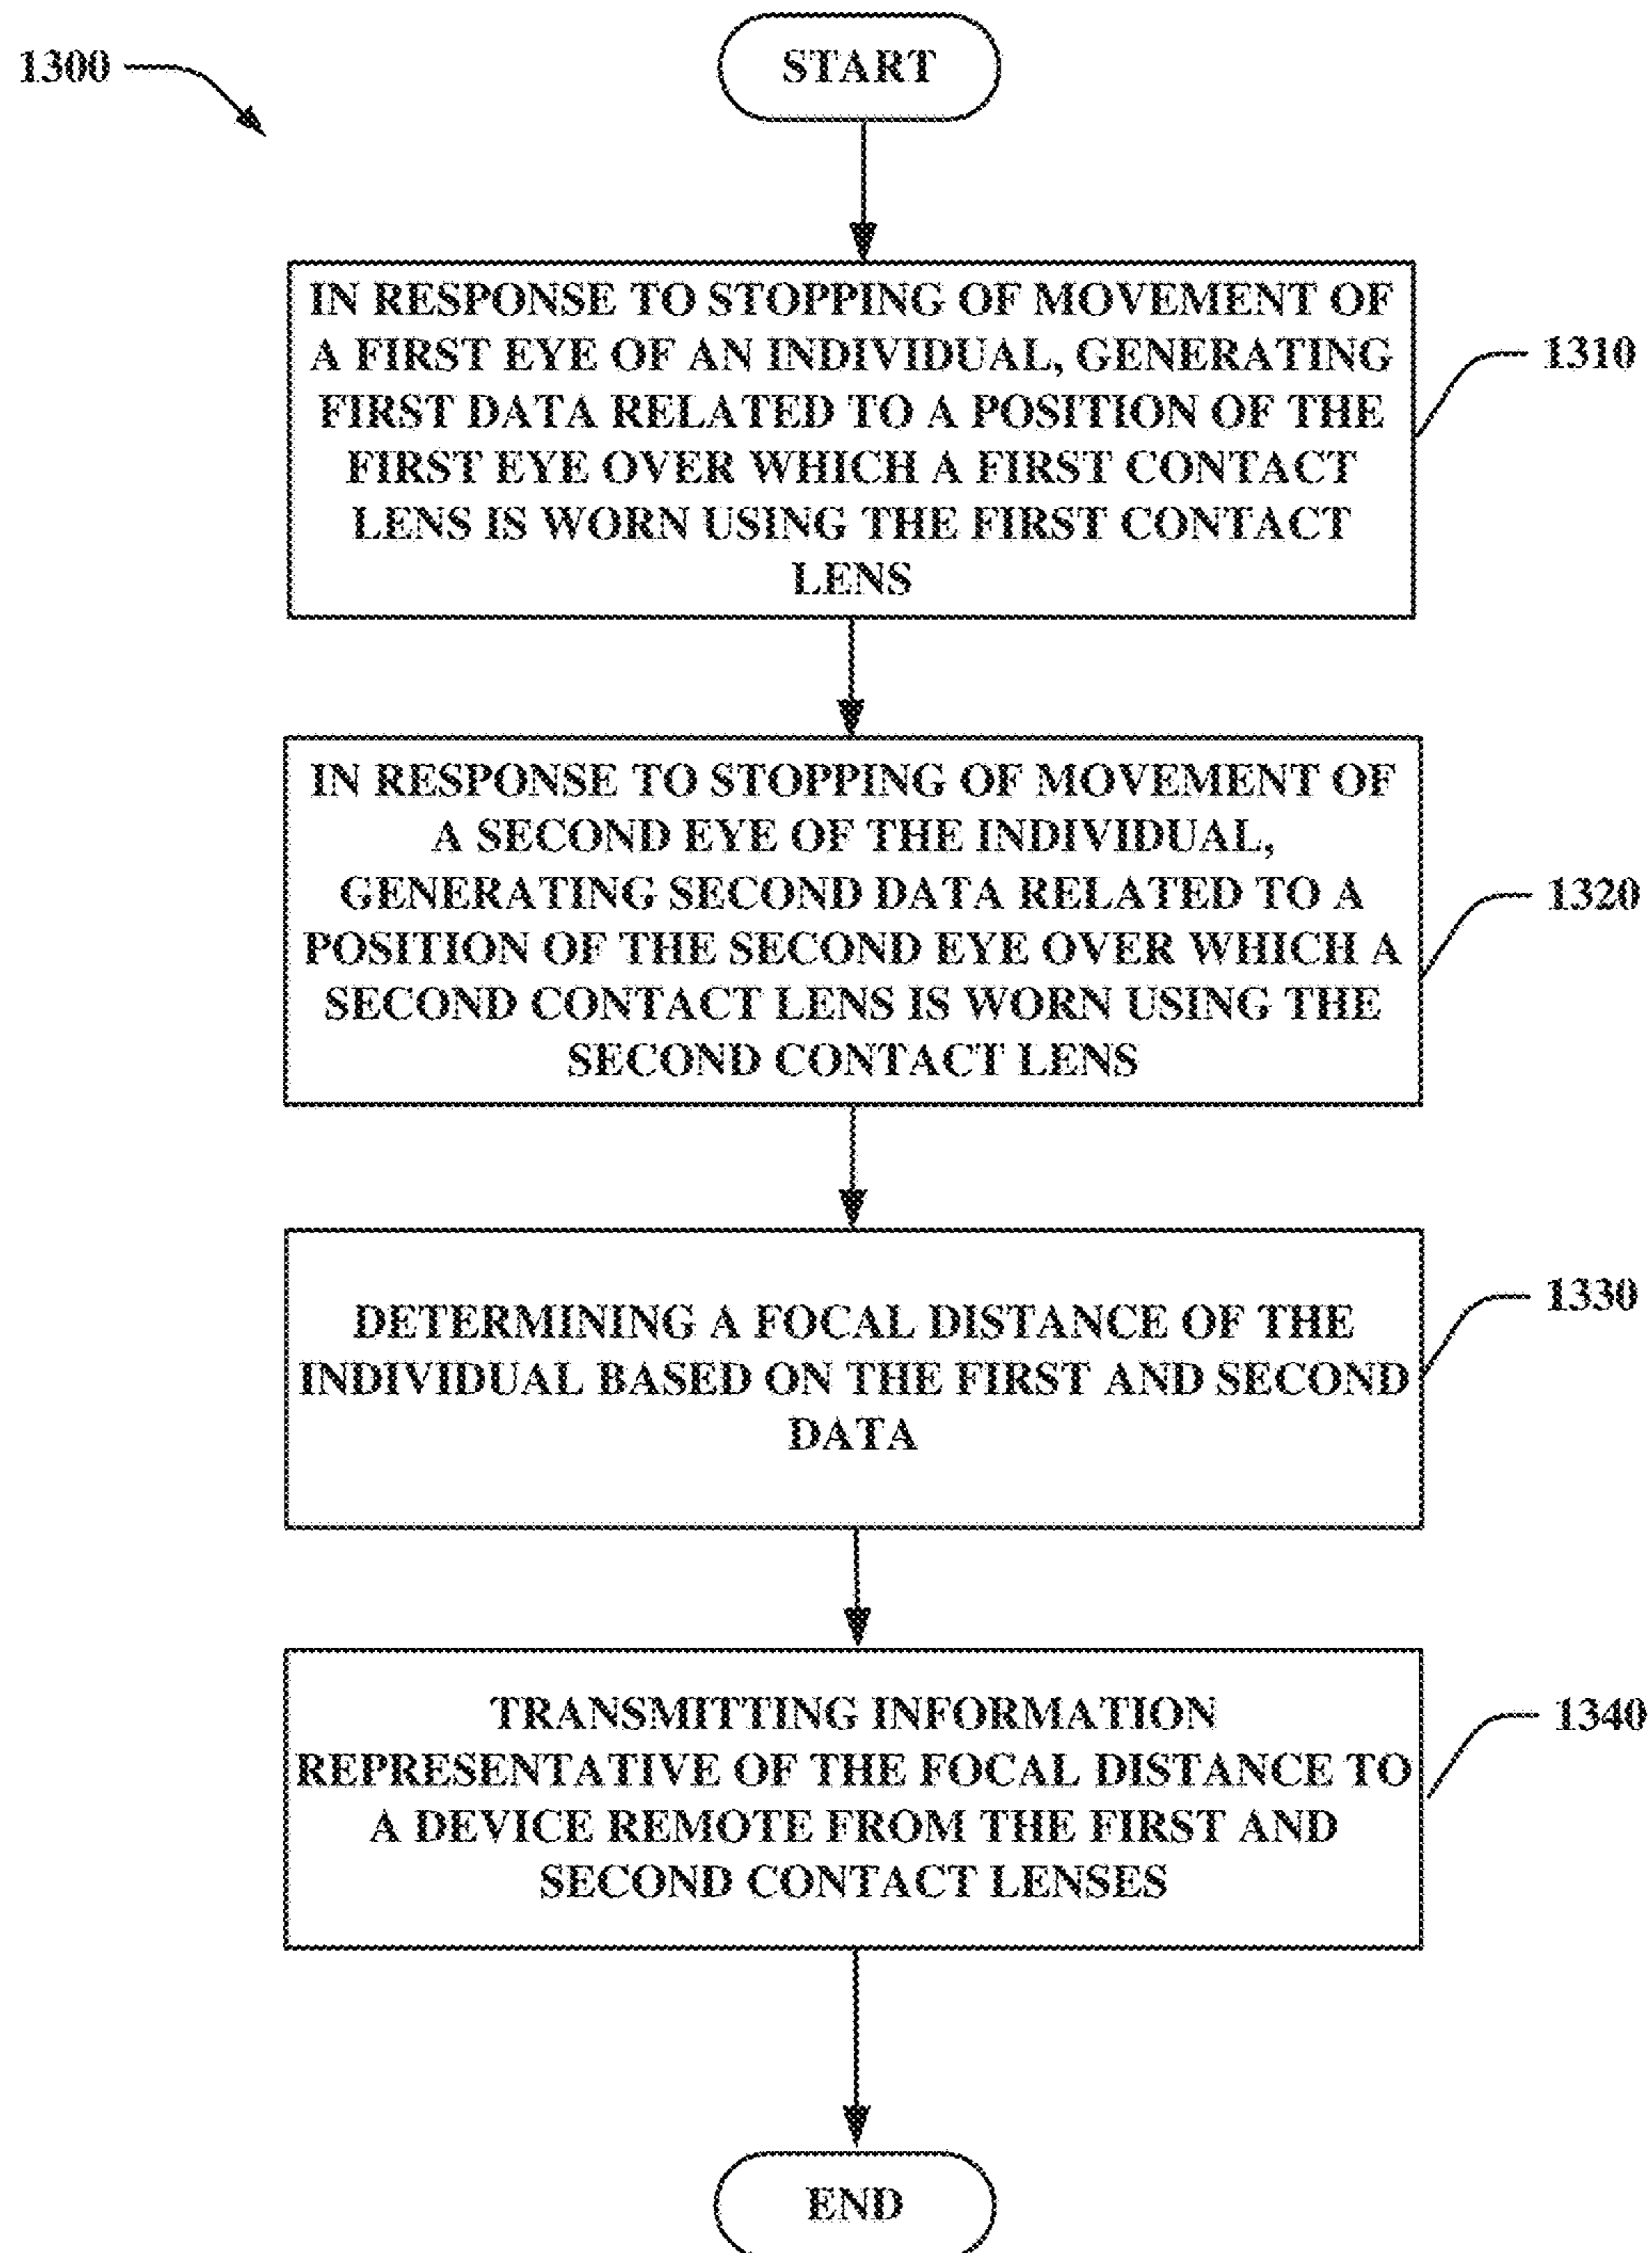 1300
START
IN RESPONSE TO STOPPING OF MOVEMENT OF
A FIRST EYE OF AN INDIVIDUAL, GENERATING
FIRST DATA RELATED TO A POSITION OF THE
FIRST EYE OVER WHICH A FIRST CONTACT
LENS IS WORN USING THE FIRST CONTACT
LENS
1310
IN RESPONSE TO STOPPING OF MOVEMENT OF
A SECOND EYE OF THE INDIVIDUAL,
GENERATING SECOND DATA RELATED TO A
POSITION OF THE SECOND EYE OVER WHICH A
SECOND CONTACT LENS IS WORN USING THE
SECOND CONTACT LENS
1320
DETERMINING A FOCAL DISTANCE OF THE
INDIVIDUAL BASED ON THE FIRST AND SECOND
DATA
1330
TRANSMITTING INFORMATION
REPRESENTATIVE OF THE FOCAL DISTANCE TO
A DEVICE REMOTE FROM THE FIRST AND
SECOND CONTACT LENSES
1340
END